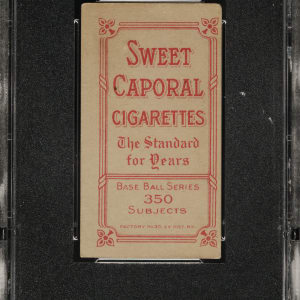 SWEET
CAPORAL
CIGARETTES
The Standard
for Years
BASE BALL SERIES
350
SUBJECTS
FACTORY No. 30,